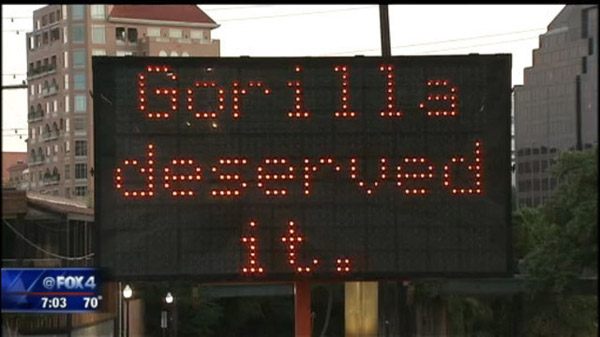 Gorilla
deserved
it.
@FOX4
7:03 70°